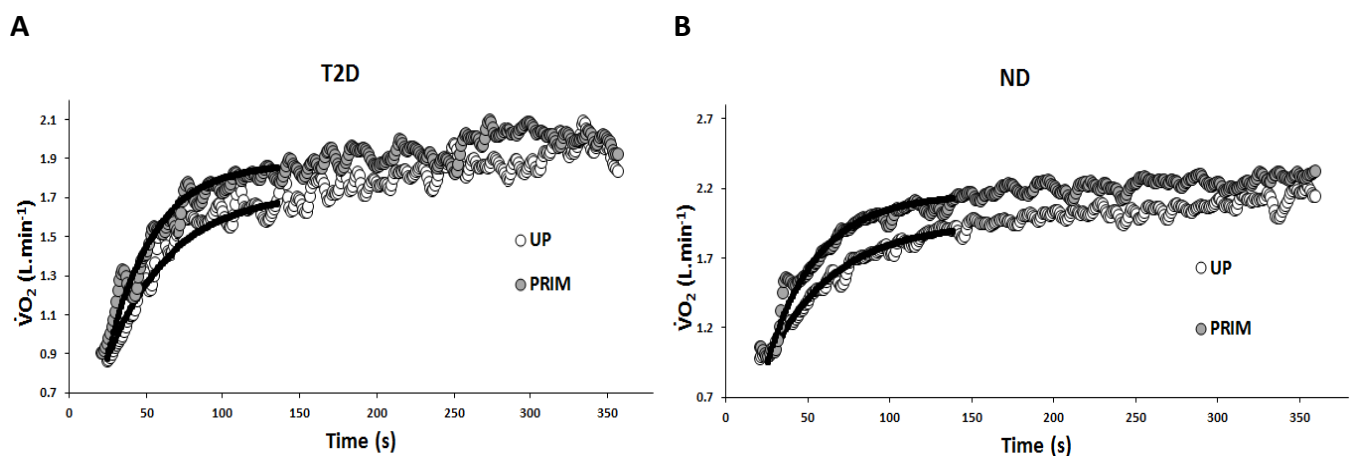 A
B
T2D
ND
V̇O₂ (L.min⁻¹)
2.1
1.9
1.7
1.5
1.3
1.1
0.9
0.7
0 50 100 150 200 250 300 350
Time (s)
UP
PRIM
V̇O₂ (L.min⁻¹)
2.7
2.2
1.7
1.2
0.7
0 50 100 150 200 250 300 350
Time (s)
UP
PRIM